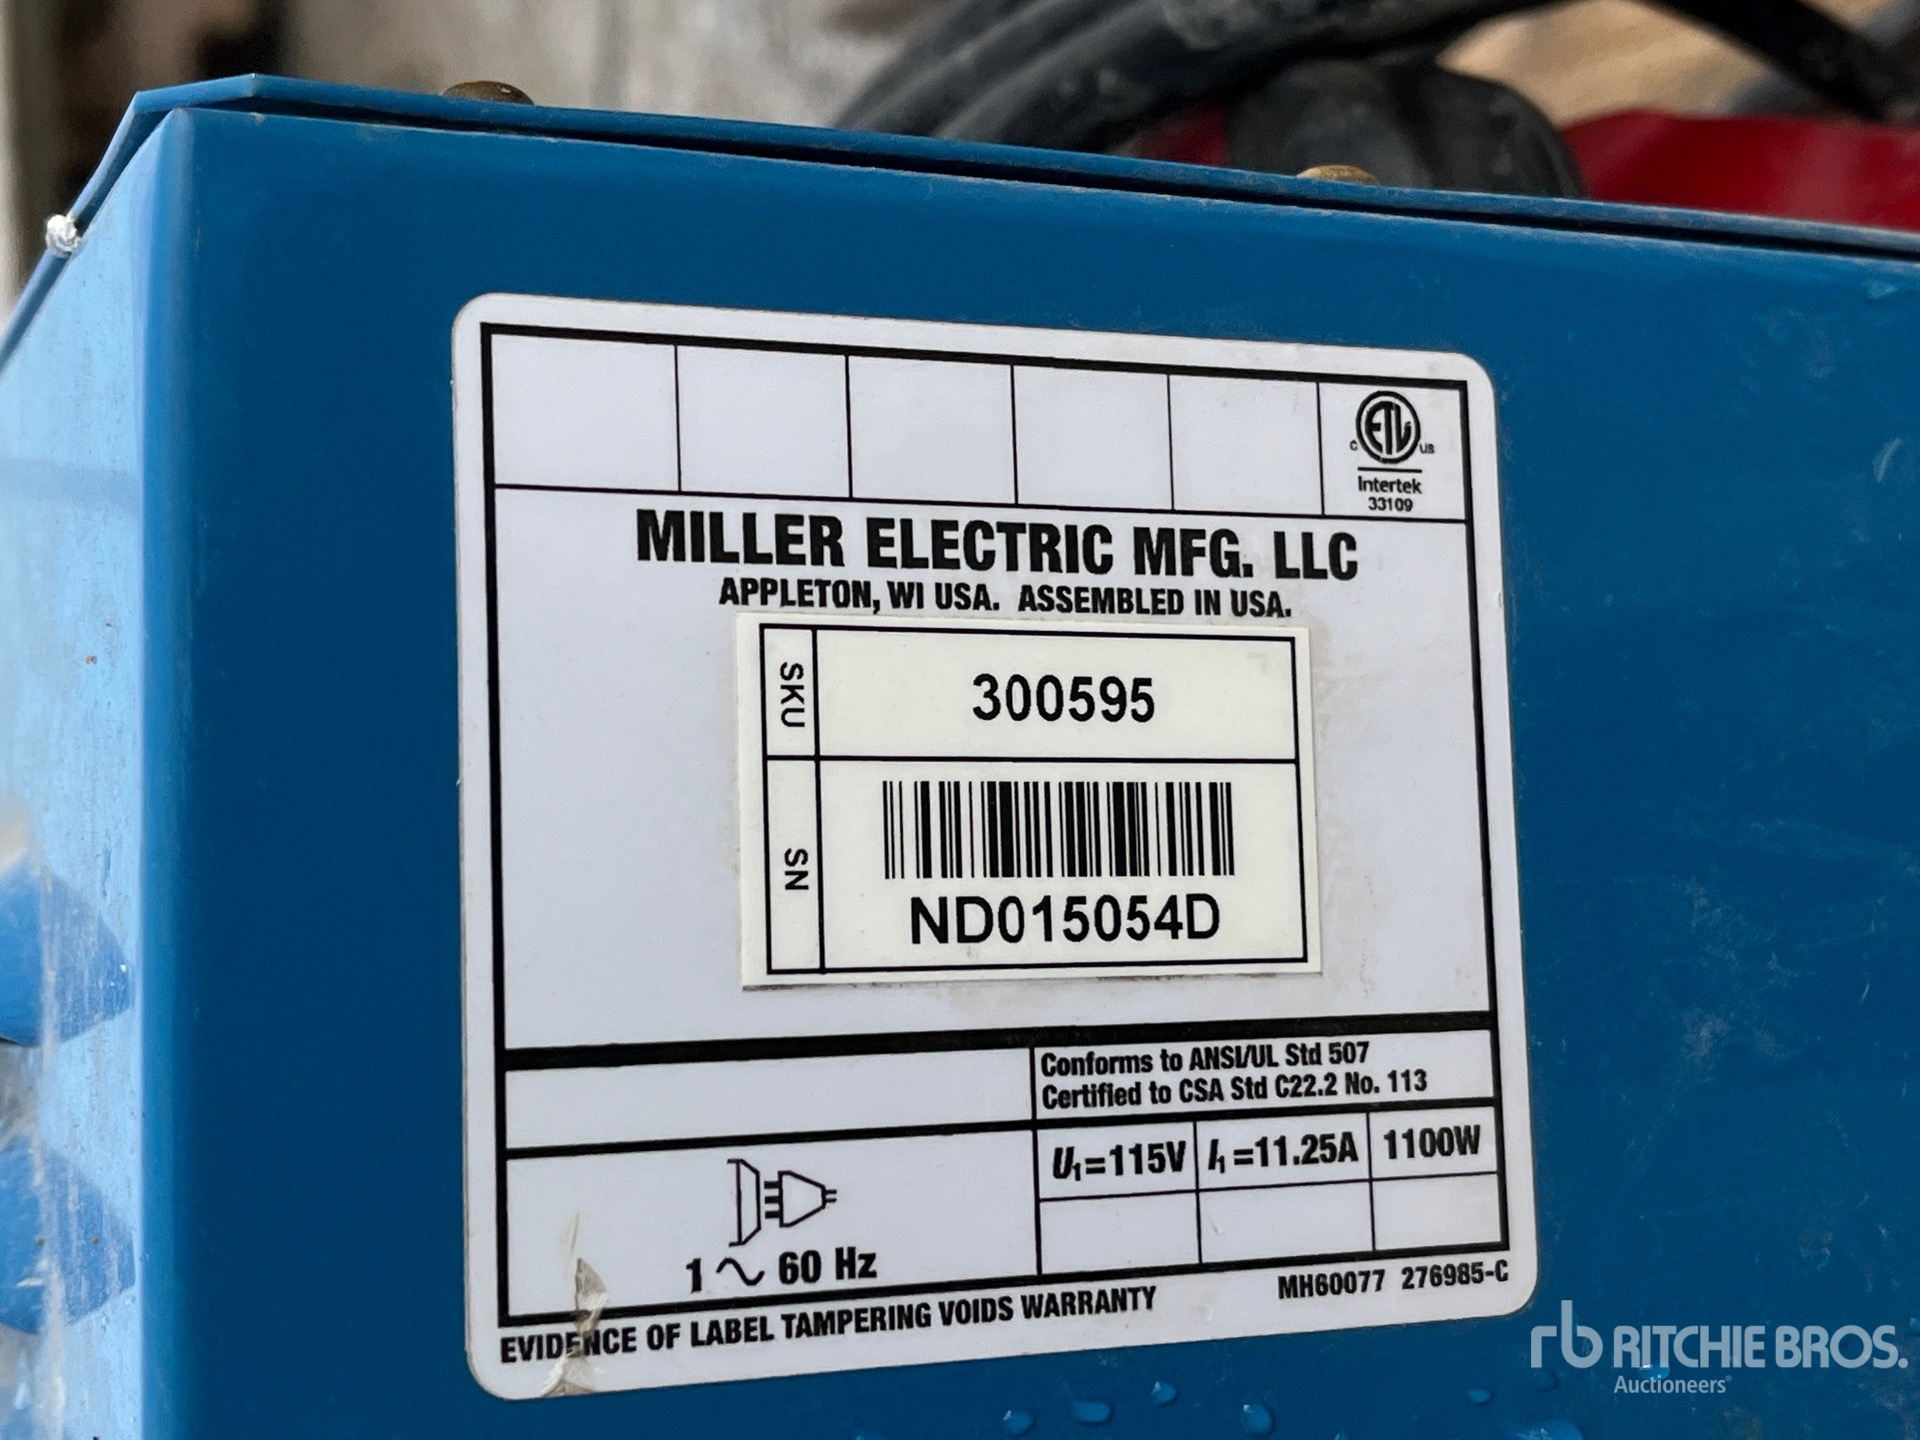 C ETL US
Intertek
33109
MILLER ELECTRIC MFG. LLC
APPLETON, WI USA. ASSEMBLED IN USA.
SKU
300595
SN
ND015054D
Conforms to ANSI/UL Std 507
Certified to CSA Std C22.2 No. 113
U1=115V I1=11.25A 1100W
1 ~ 60 Hz
EVIDENCE OF LABEL TAMPERING VOIDS WARRANTY
MH60077 276985-C
rb RITCHIE BROS.
Auctioneers®